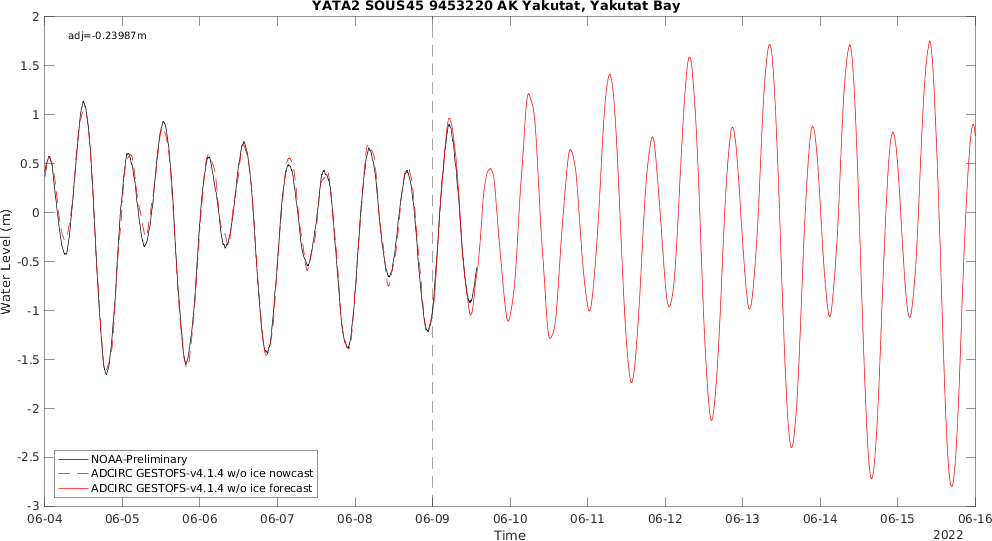 YATA2 SOUS45 9453220 AK Yakutat, Yakutat Bay
adj=-0.23987m
2
1.5
1
0.5
0
-0.5
-1
-1.5
-2
-2.5
-3
Water Level (m)
NOAA-Preliminary
ADCIRC GESTOFS-v4.1.4 w/o ice nowcast
ADCIRC GESTOFS-v4.1.4 w/o ice forecast
06-04 06-05 06-06 06-07 06-08 06-09 06-10 06-11 06-12 06-13 06-14 06-15 06-16
Time
2022